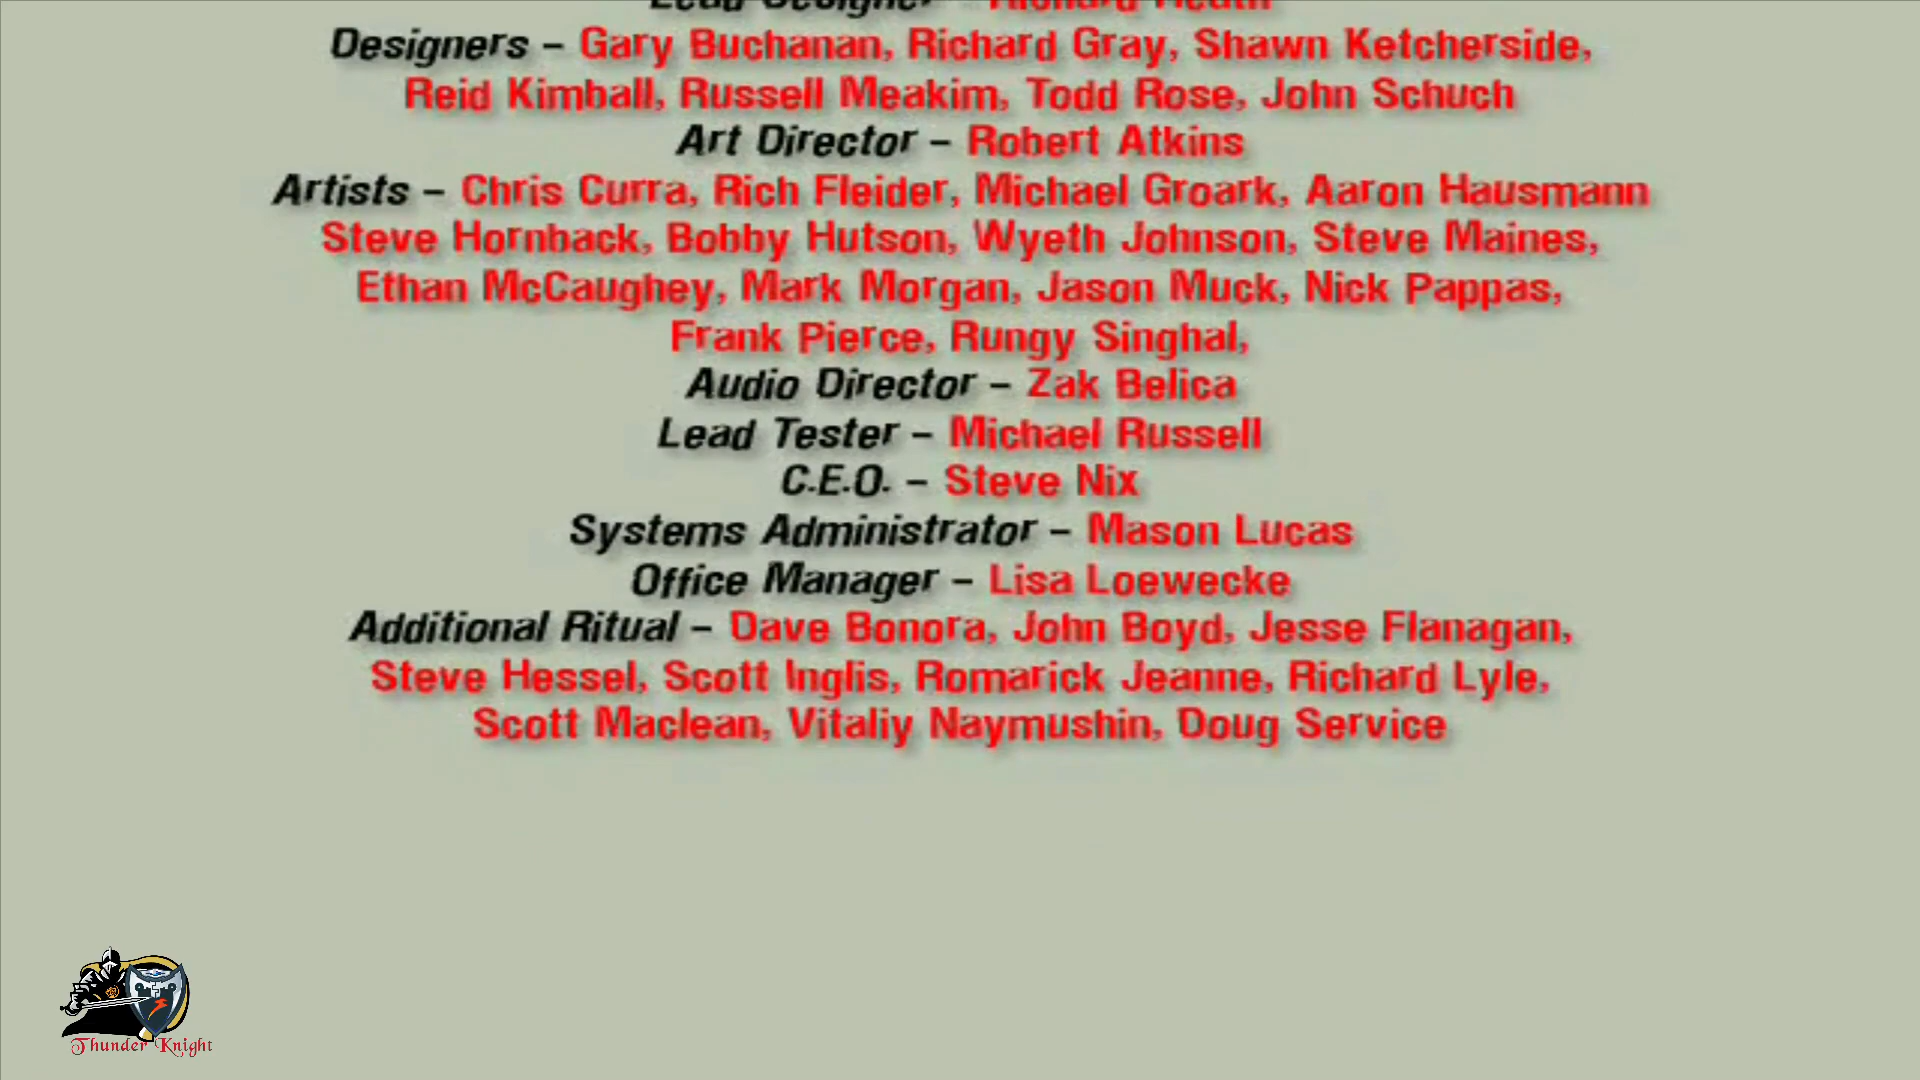 Lead Designer – Richard Heath
Designers – Gary Buchanan, Richard Gray, Shawn Ketcherside,
Reid Kimball, Russell Meakim, Todd Rose, John Schuch
Art Director – Robert Atkins
Artists – Chris Curra, Rich Fleider, Michael Groark, Aaron Hausmann
Steve Hornback, Bobby Hutson, Wyeth Johnson, Steve Maines,
Ethan McCaughey, Mark Morgan, Jason Muck, Nick Pappas,
Frank Pierce, Rungy Singhal,
Audio Director – Zak Belica
Lead Tester – Michael Russell
C.E.O. – Steve Nix
Systems Administrator – Mason Lucas
Office Manager – Lisa Loewecke
Additional Ritual – Dave Bonora, John Boyd, Jesse Flanagan,
Steve Hessel, Scott Inglis, Romarick Jeanne, Richard Lyle,
Scott Maclean, Vitaliy Naymushin, Doug Service
Thunder Knight